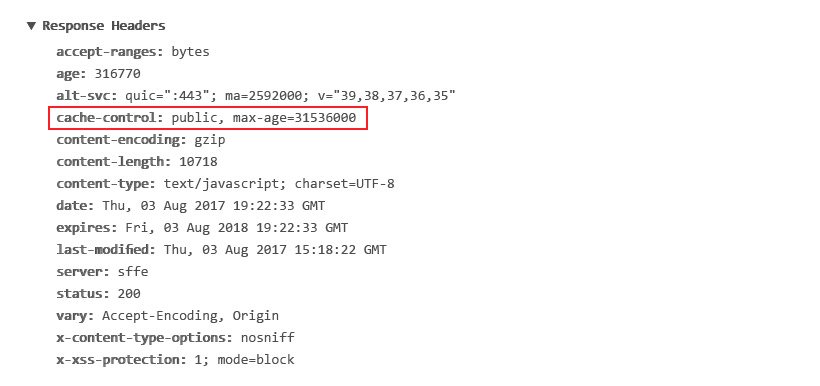 ▼ Response Headers
accept-ranges: bytes
age: 316770
alt-svc: quic=":443"; ma=2592000; v="39,38,37,36,35"
cache-control: public, max-age=31536000
content-encoding: gzip
content-length: 10718
content-type: text/javascript; charset=UTF-8
date: Thu, 03 Aug 2017 19:22:33 GMT
expires: Fri, 03 Aug 2018 19:22:33 GMT
last-modified: Thu, 03 Aug 2017 15:18:22 GMT
server: sffe
status: 200
vary: Accept-Encoding, Origin
x-content-type-options: nosniff
x-xss-protection: 1; mode=block